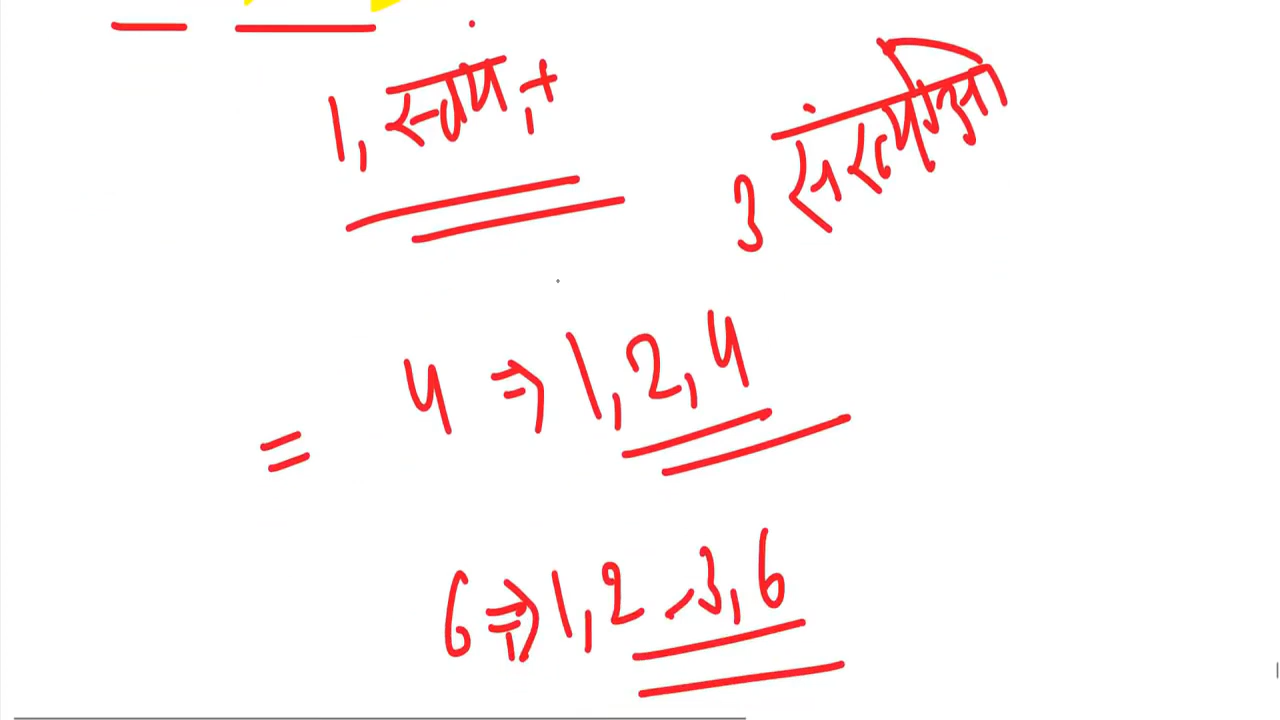 1, स्वयं, +
3 संख्याओं
= 4 ⇒ 1, 2, 4
6 ⇒ 1, 2, 3, 6